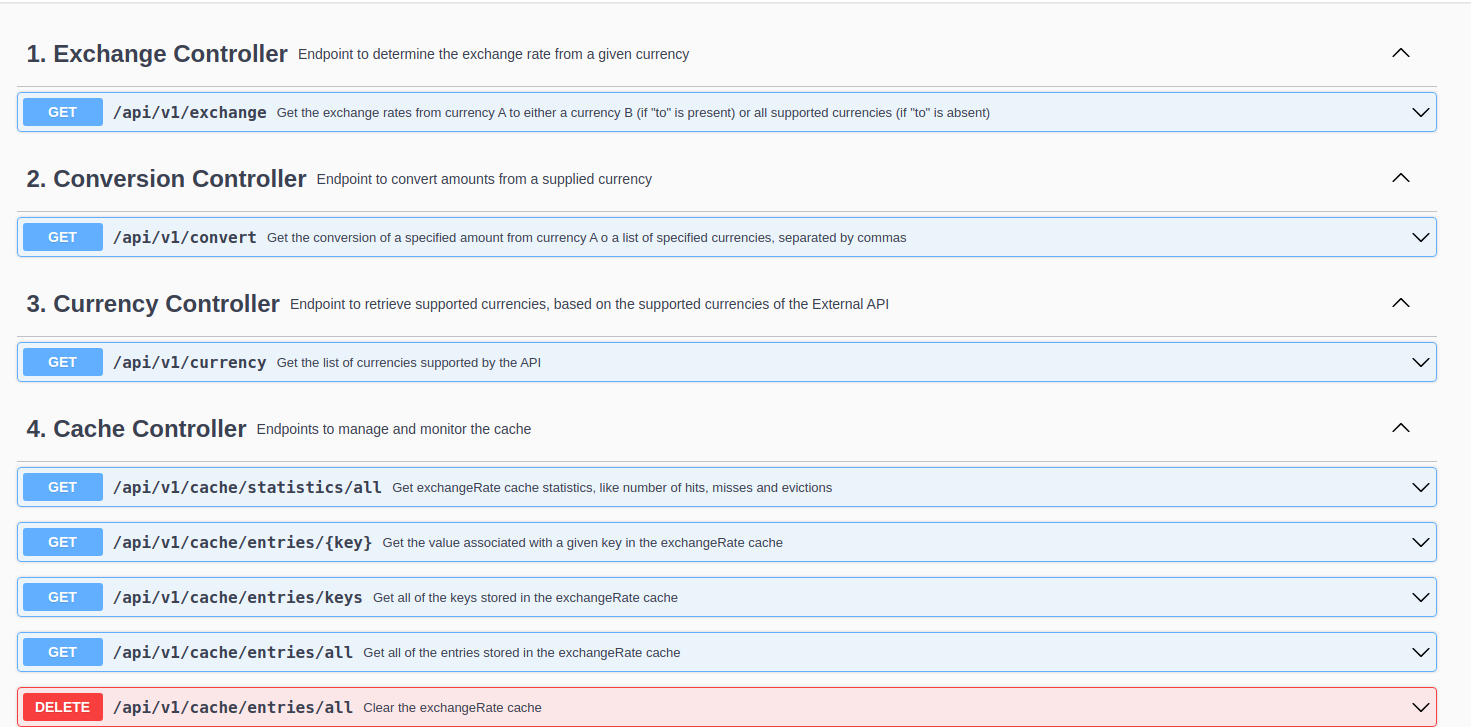 1. Exchange Controller Endpoint to determine the exchange rate from a given currency
GET /api/v1/exchange Get the exchange rates from currency A to either a currency B (if "to" is present) or all supported currencies (if "to" is absent)
2. Conversion Controller Endpoint to convert amounts from a supplied currency
GET /api/v1/convert Get the conversion of a specified amount from currency A o a list of specified currencies, separated by commas
3. Currency Controller Endpoint to retrieve supported currencies, based on the supported currencies of the External API
GET /api/v1/currency Get the list of currencies supported by the API
4. Cache Controller Endpoints to manage and monitor the cache
GET /api/v1/cache/statistics/all Get exchangeRate cache statistics, like number of hits, misses and evictions
GET /api/v1/cache/entries/{key} Get the value associated with a given key in the exchangeRate cache
GET /api/v1/cache/entries/keys Get all of the keys stored in the exchangeRate cache
GET /api/v1/cache/entries/all Get all of the entries stored in the exchangeRate cache
DELETE /api/v1/cache/entries/all Clear the exchangeRate cache